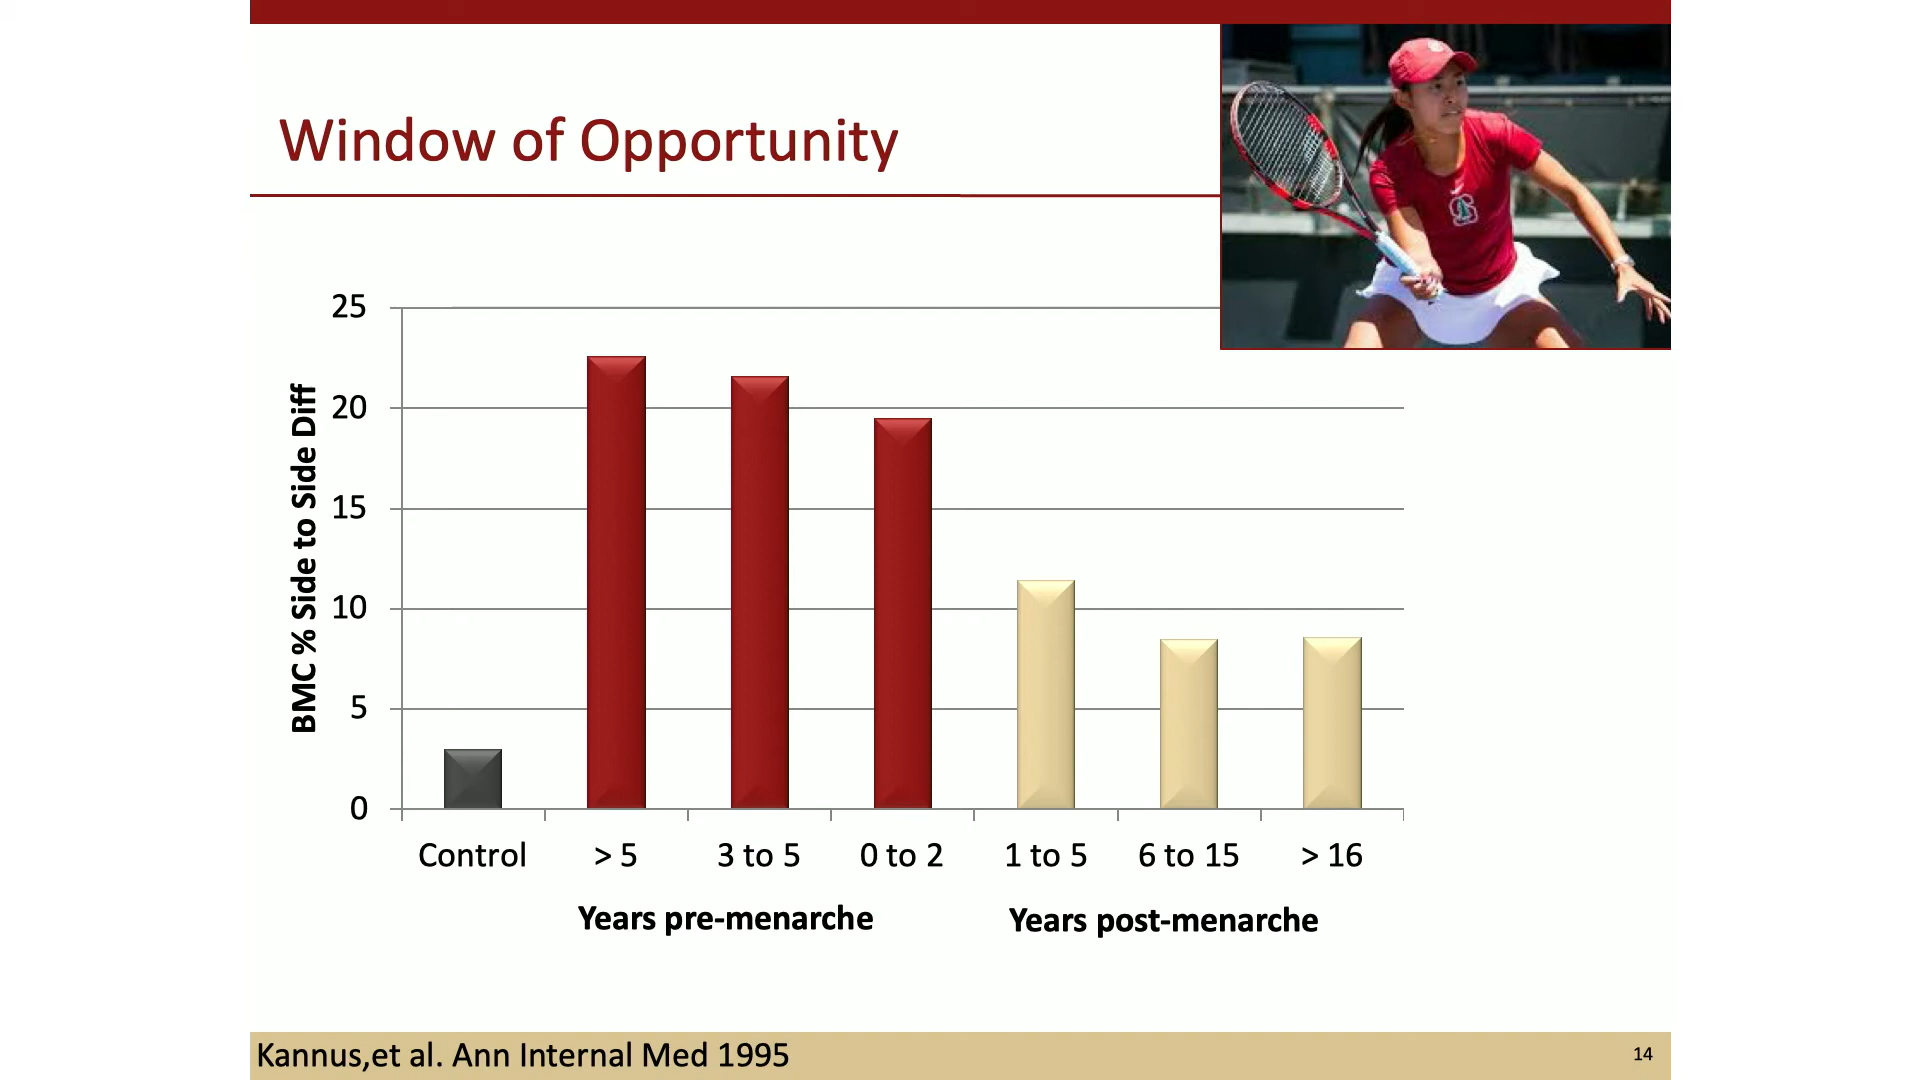 Window of Opportunity
25
20
15
10
5
0
BMC % Side to Side Diff
Control
> 5
3 to 5
0 to 2
1 to 5
6 to 15
> 16
Years pre-menarche
Years post-menarche
Kannus,et al. Ann Internal Med 1995
14
S